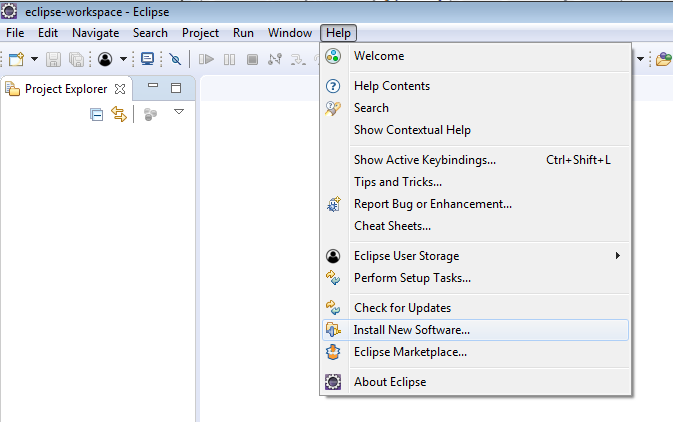 eclipse-workspace - Eclipse
File Edit Navigate Search Project Run Window Help
Project Explorer
Welcome
Help Contents
Search
Show Contextual Help
Show Active Keybindings... Ctrl+Shift+L
Tips and Tricks...
Report Bug or Enhancement...
Cheat Sheets...
Eclipse User Storage
Perform Setup Tasks...
Check for Updates
Install New Software...
Eclipse Marketplace...
About Eclipse